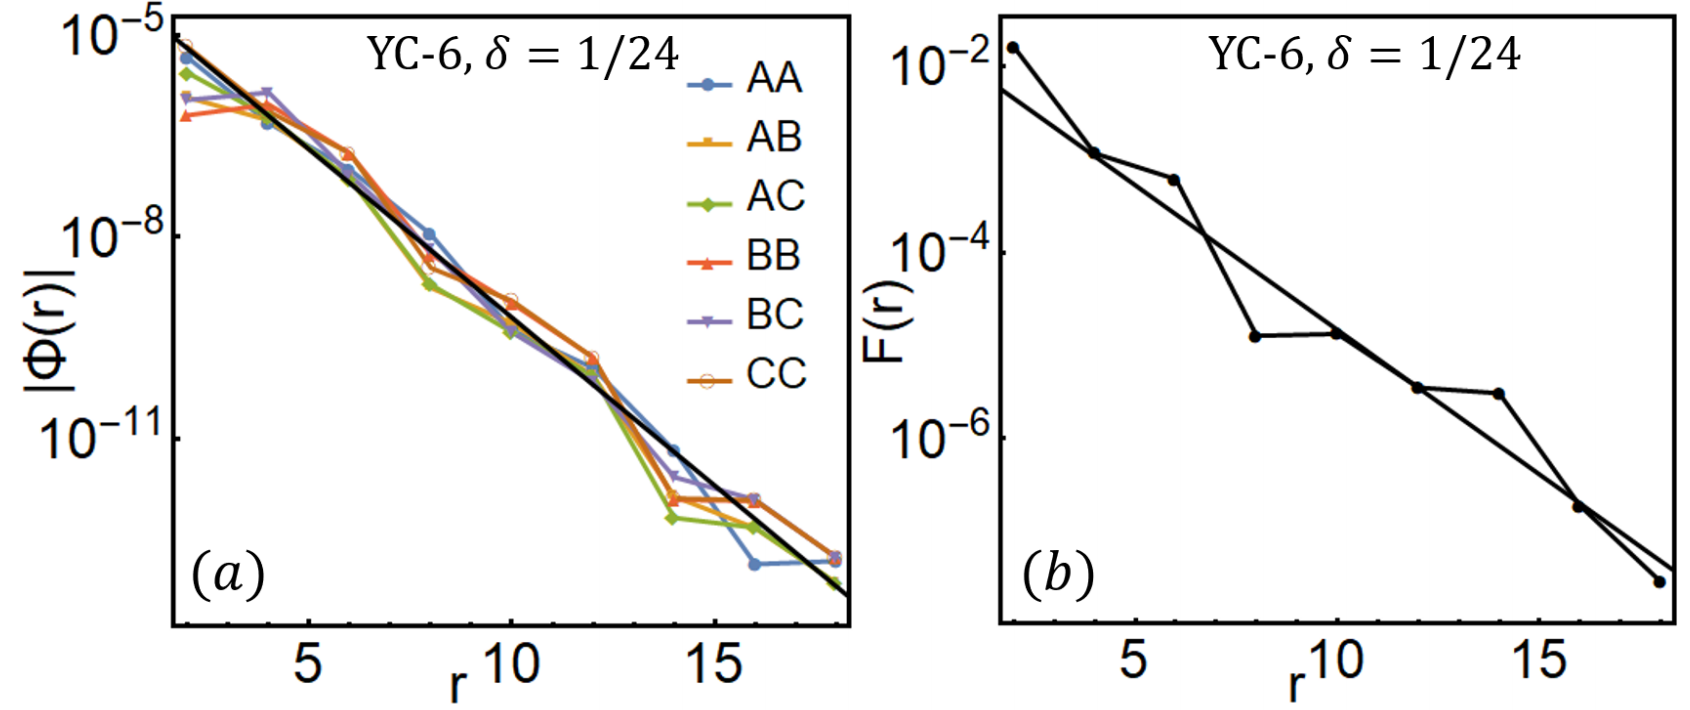 YC-6, δ = 1/24
10⁻⁵
10⁻⁸
10⁻¹¹
|Φ(r)|
AA
AB
AC
BB
BC
CC
(a)
5
10
15
r
YC-6, δ = 1/24
10⁻²
10⁻⁴
10⁻⁶
F(r)
(b)
5
10
15
r